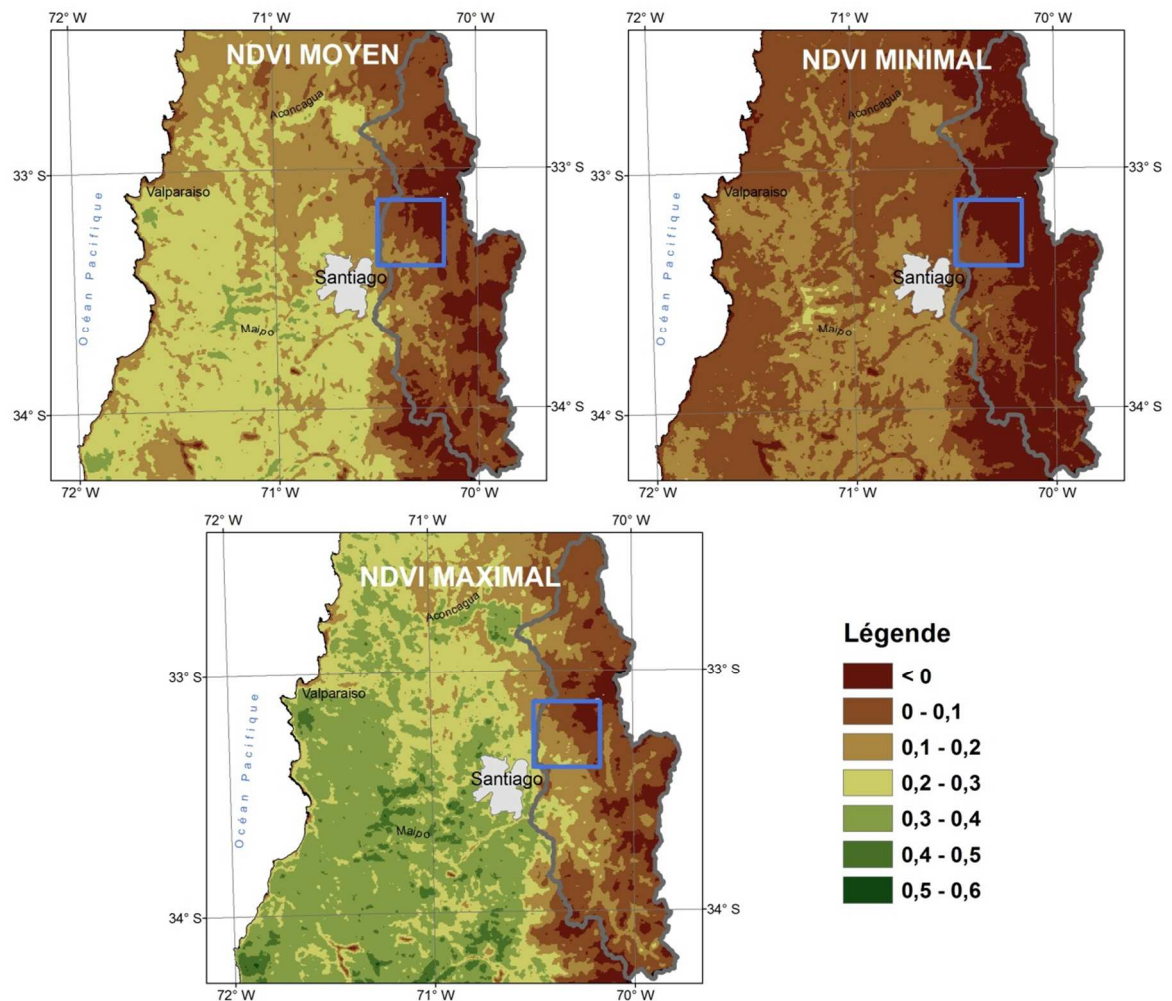 72° W
71° W
70° W
NDVI MOYEN
Aconcagua
33° S
33° S
Valparaiso
Océan Pacifique
Santiago
Maipo
34° S
34° S
72° W
71° W
70° W
72° W
71° W
70° W
NDVI MINIMAL
Aconcagua
33° S
33° S
Valparaiso
Océan Pacifique
Santiago
Maipo
34° S
34° S
72° W
71° W
70° W
72° W
71° W
70° W
NDVI MAXIMAL
Aconcagua
33° S
33° S
Valparaiso
Océan Pacifique
Santiago
Maipo
34° S
34° S
72° W
71° W
70° W
Légende
< 0
0 - 0,1
0,1 - 0,2
0,2 - 0,3
0,3 - 0,4
0,4 - 0,5
0,5 - 0,6